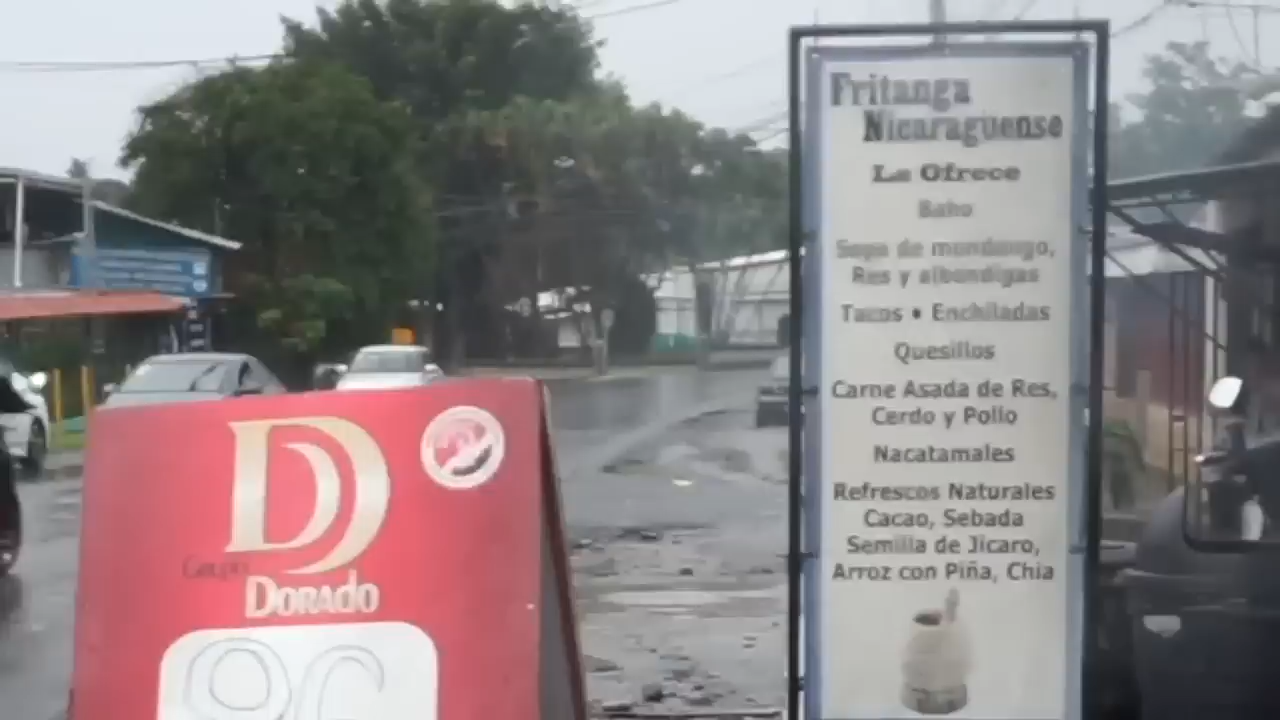 Fritanga
Nicaraguense
Le Ofrece
Baho
Sopa de mondongo,
Res y albondigas
Tacos • Enchiladas
Quesillos
Carne Asada de Res,
Cerdo y Pollo
Nacatamales
Refrescos Naturales
Cacao, Sebada
Semilla de Jicaro,
Arroz con Piña, Chia
D
Grupo
DORADO